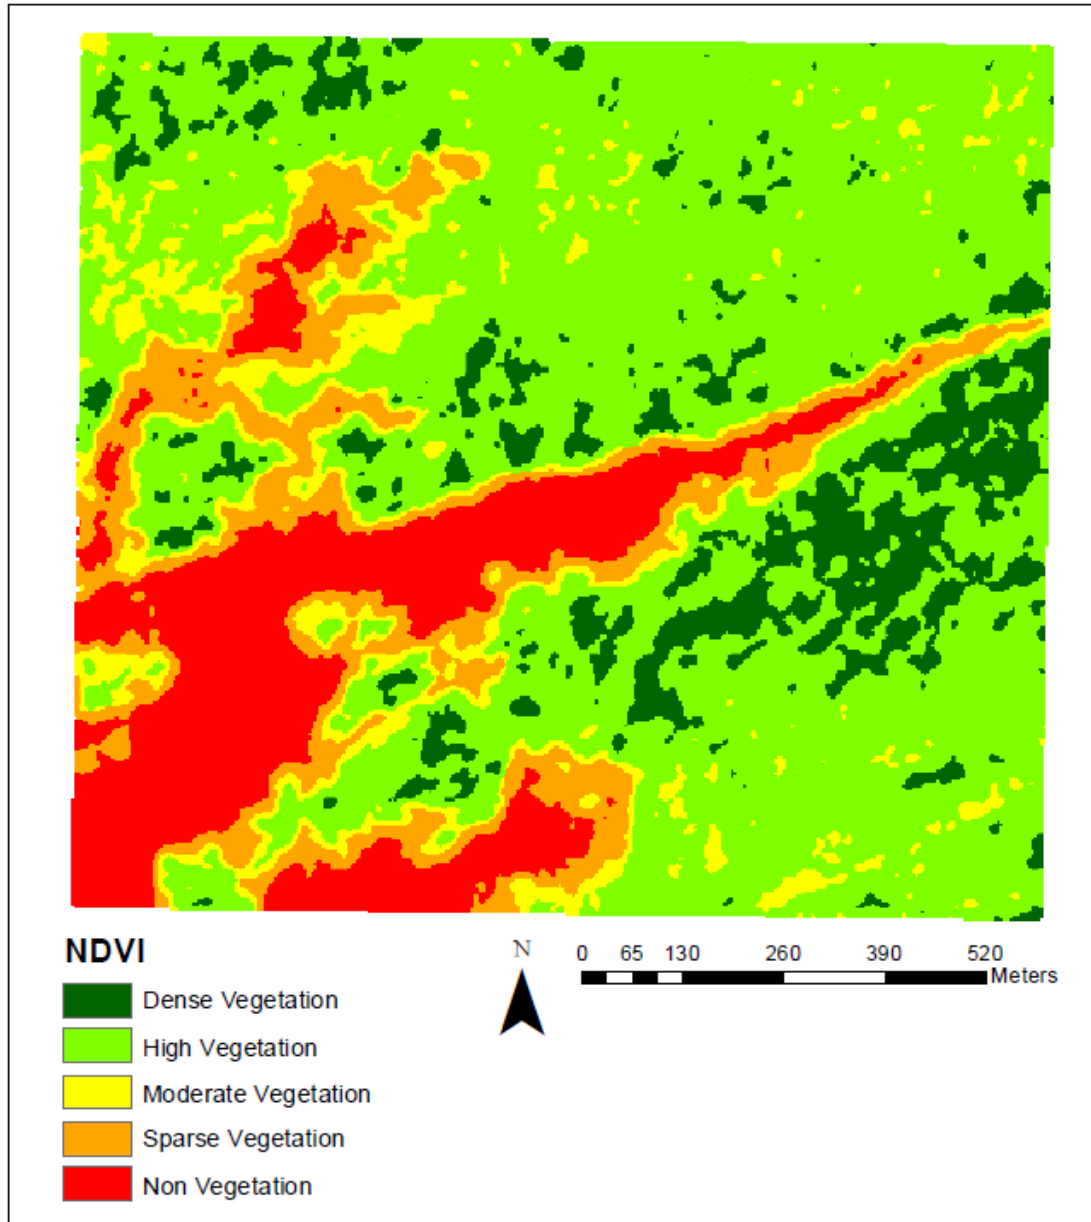 NDVI
Dense Vegetation
High Vegetation
Moderate Vegetation
Sparse Vegetation
Non Vegetation
N
0 65 130 260 390 520
Meters